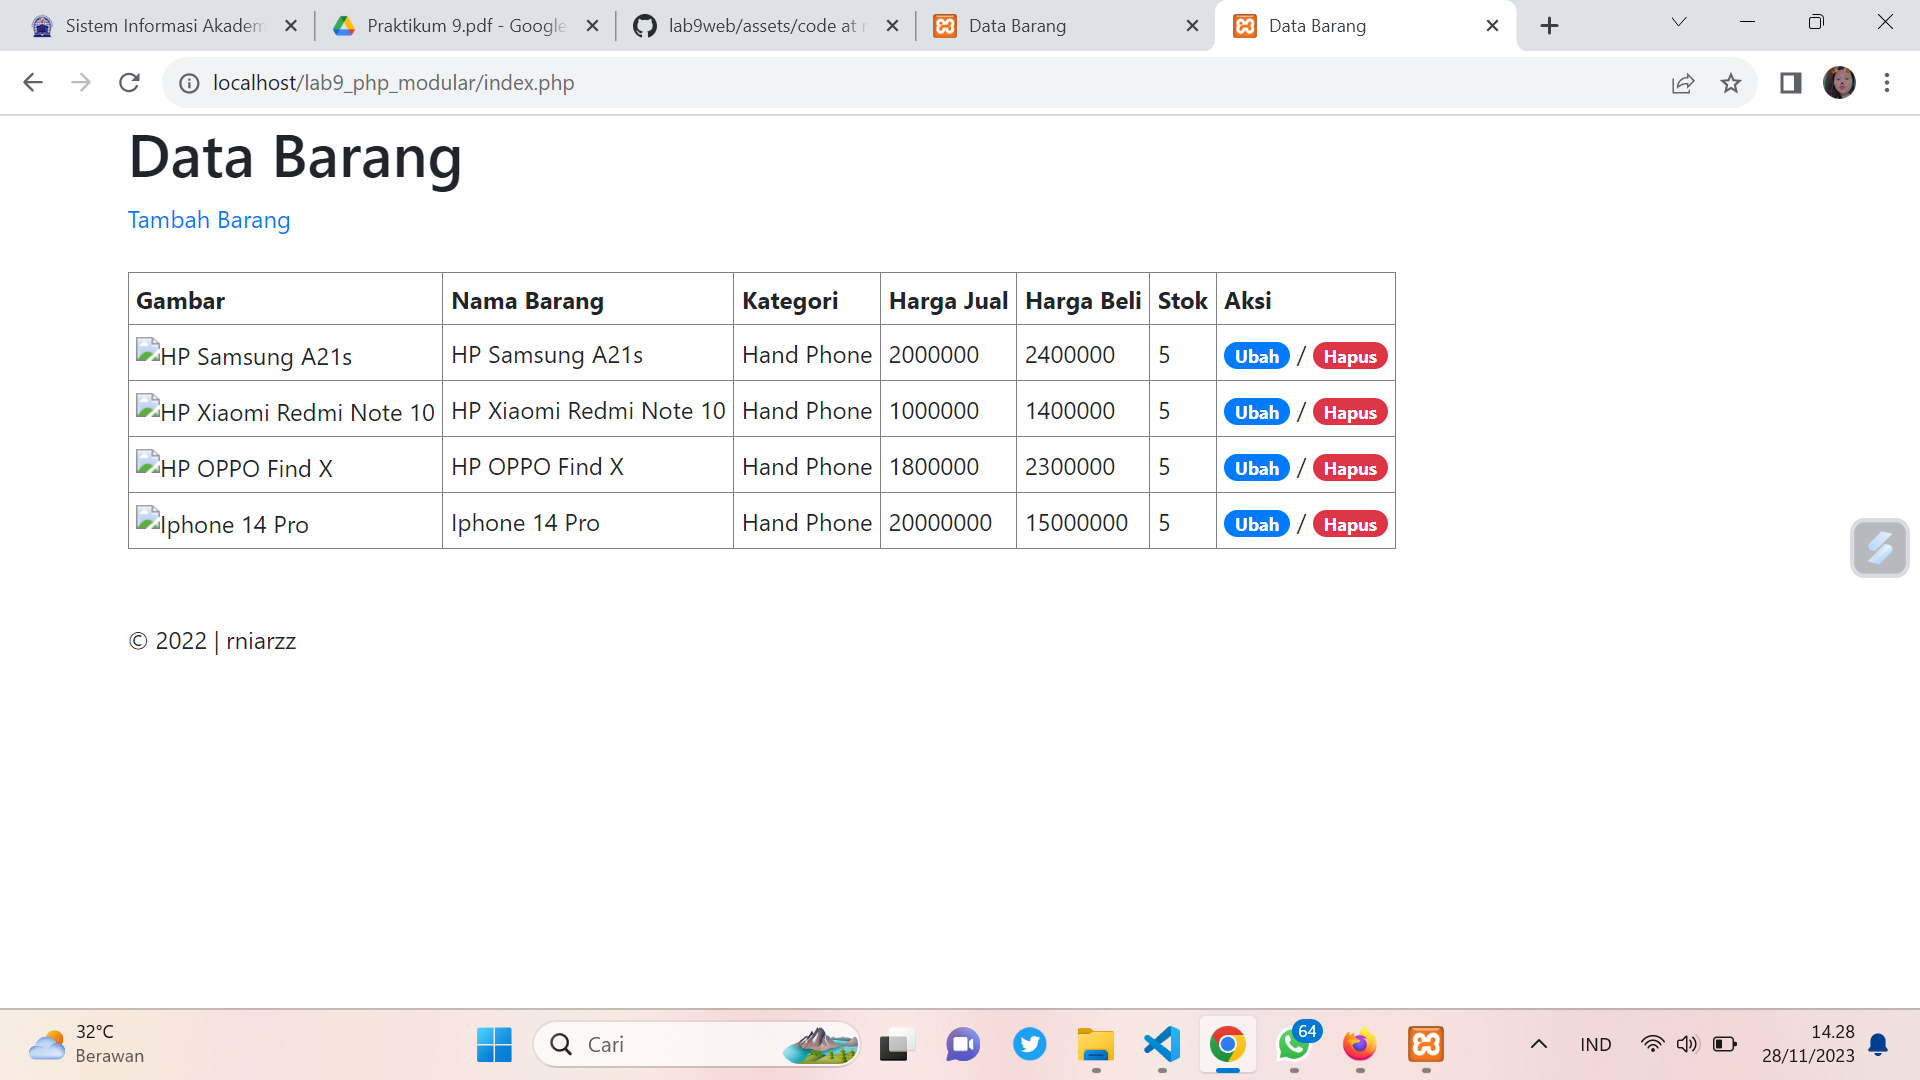 Sistem Informasi Akadem
Praktikum 9.pdf - Google
lab9web/assets/code at
Data Barang
Data Barang
localhost/lab9_php_modular/index.php
Data Barang
Tambah Barang
Gambar Nama Barang Kategori Harga Jual Harga Beli Stok Aksi
HP Samsung A21s HP Samsung A21s Hand Phone 2000000 2400000 5 Ubah / Hapus
HP Xiaomi Redmi Note 10 HP Xiaomi Redmi Note 10 Hand Phone 1000000 1400000 5 Ubah / Hapus
HP OPPO Find X HP OPPO Find X Hand Phone 1800000 2300000 5 Ubah / Hapus
Iphone 14 Pro Iphone 14 Pro Hand Phone 20000000 15000000 5 Ubah / Hapus
© 2022 | rniarzz
32°C
Berawan
Cari
64
IND
14.28
28/11/2023